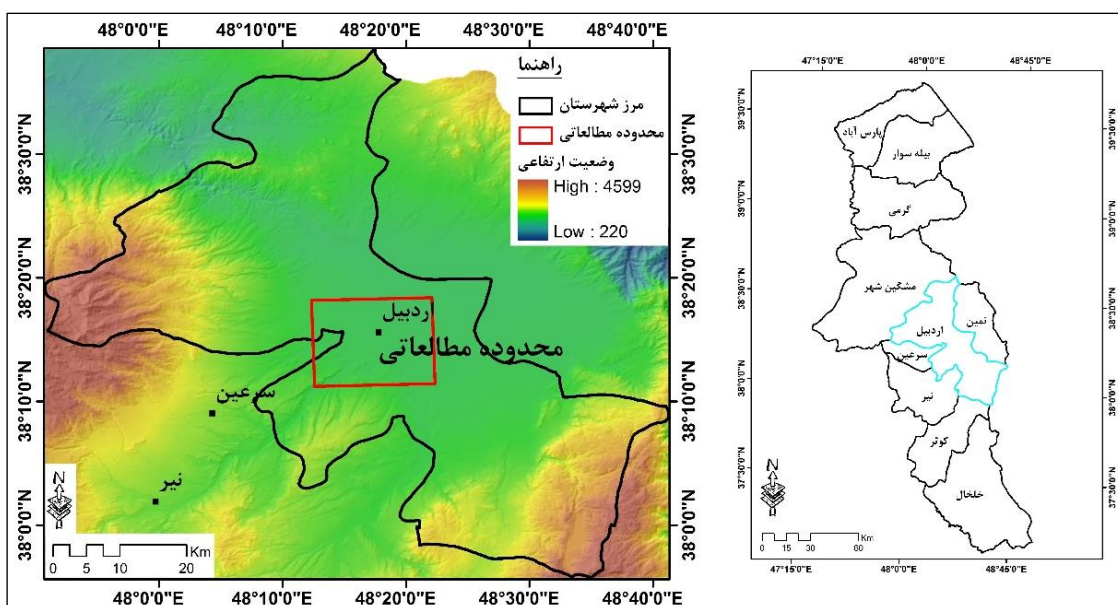 48°0'0"E 48°10'0"E 48°20'0"E 48°30'0"E 48°40'0"E
38°30'0"N
38°20'0"N
38°10'0"N
38°0'0"N
راهنما
مرز شهرستان
محدوده مطالعاتی
وضعیت ارتفاعی
High : 4599
Low : 220
اردبیل
محدوده مطالعاتی
سرعین
نیر
N
Km
0 5 10 20
38°30'0"N
38°20'0"N
38°10'0"N
38°0'0"N
48°0'0"E 48°10'0"E 48°20'0"E 48°30'0"E 48°40'0"E
47°15'0"E 48°0'0"E 48°45'0"E
39°30'0"N
39°0'0"N
38°30'0"N
38°0'0"N
37°30'0"N
پارس آباد
بیله سوار
گرمی
مشگین شهر
نمین
اردبیل
سرعین
نیر
کوثر
خلخال
N
Km
0 15 30 60
39°30'0"N
39°0'0"N
38°30'0"N
38°0'0"N
37°30'0"N
47°15'0"E 48°0'0"E 48°45'0"E